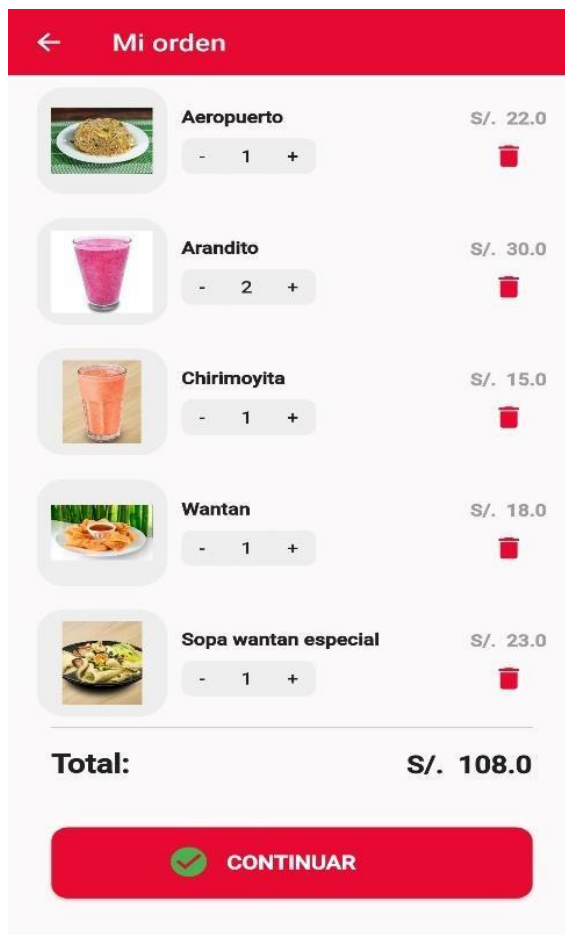 Mi orden
Aeropuerto S/. 22.0
- 1 +
Arandito S/. 30.0
- 2 +
Chirimoyita S/. 15.0
- 1 +
Wantan S/. 18.0
- 1 +
Sopa wantan especial S/. 23.0
- 1 +
Total: S/. 108.0
CONTINUAR